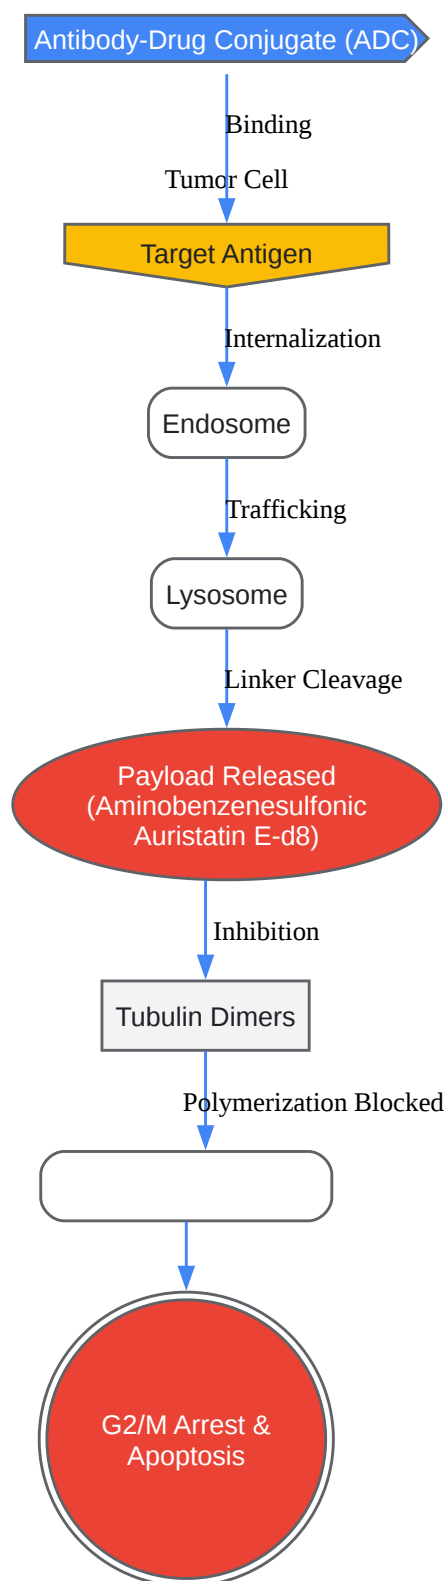 Antibody-Drug Conjugate (ADC)
Binding
Tumor Cell
Target Antigen
Internalization
Endosome
Trafficking
Lysosome
Linker Cleavage
Payload Released
(Aminobenzenesulfonic
Auristatin E-d8)
Inhibition
Tubulin Dimers
Polymerization Blocked
G2/M Arrest &
Apoptosis